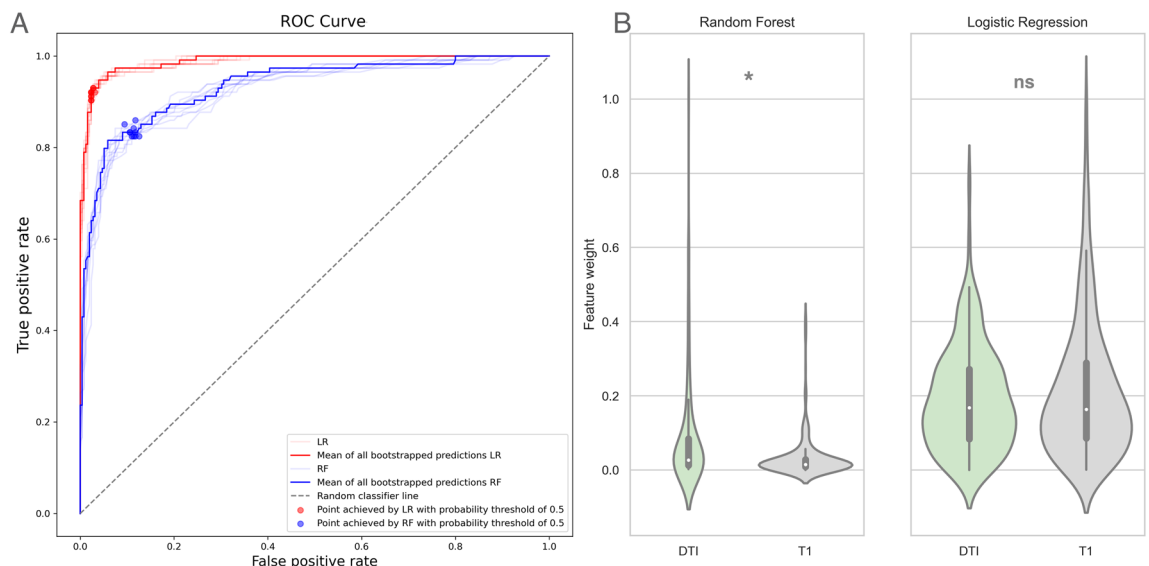 A
ROC Curve
1.0
0.8
0.6
0.4
0.2
0.0
True positive rate
0.0 0.2 0.4 0.6 0.8 1.0
False positive rate
LR
Mean of all bootstrapped predictions LR
RF
Mean of all bootstrapped predictions RF
Random classifier line
Point achieved by LR with probability threshold of 0.5
Point achieved by RF with probability threshold of 0.5
B
Random Forest
Logistic Regression
*
ns
1.0
0.8
0.6
0.4
0.2
0.0
Feature weight
DTI T1
DTI T1